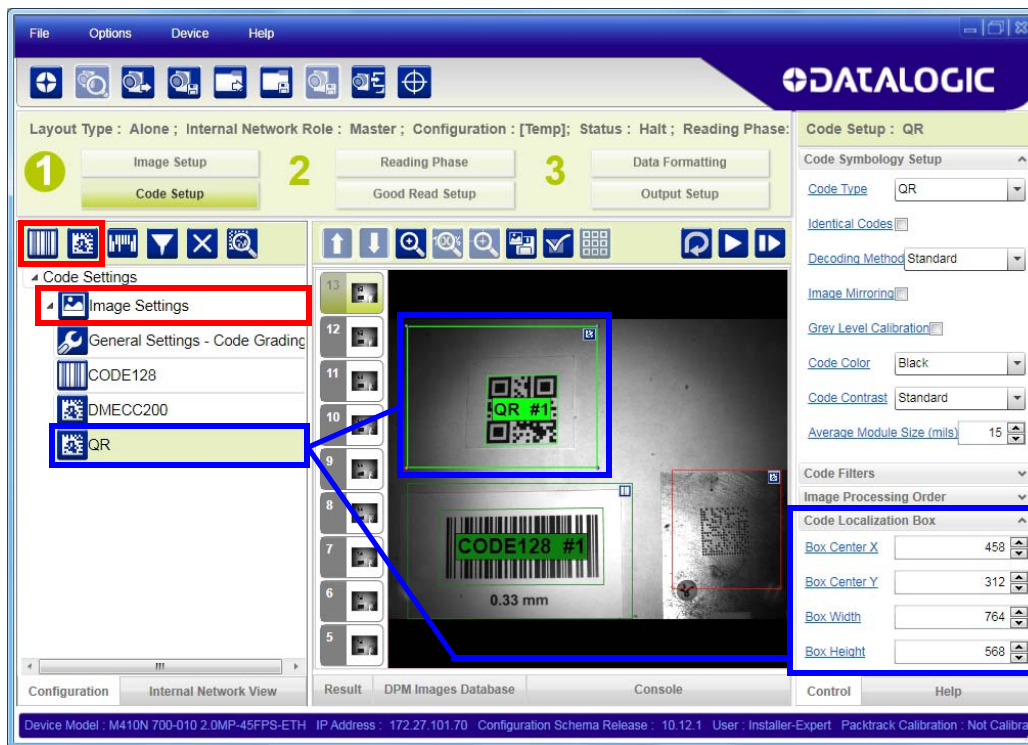 File Options Device Help
DATALOGIC
Layout Type : Alone ; Internal Network Role : Master ; Configuration : [Temp]; Status : Halt ; Reading Phase:
1 Image Setup 2 Reading Phase 3 Data Formatting
Code Setup Good Read Setup Output Setup
Code Settings
Image Settings
General Settings - Code Grading
CODE128
DMECC200
QR
Configuration Internal Network View
13
12
11
10
9
8
7
6
5
QR #1
CODE128 #1
0.33 mm
Result DPM Images Database Console
Code Setup : QR
Code Symbology Setup
Code Type QR
Identical Codes
Decoding Method Standard
Image Mirroring
Grey Level Calibration
Code Color Black
Code Contrast Standard
Average Module Size (mils) 15
Code Filters
Image Processing Order
Code Localization Box
Box Center X 458
Box Center Y 312
Box Width 764
Box Height 568
Control Help
Device Model : M410N 700-010 2.0MP-45FPS-ETH IP Address : 172.27.101.70 Configuration Schema Release : 10.12.1 User : Installer-Expert Packtrack Calibration : Not Calibra